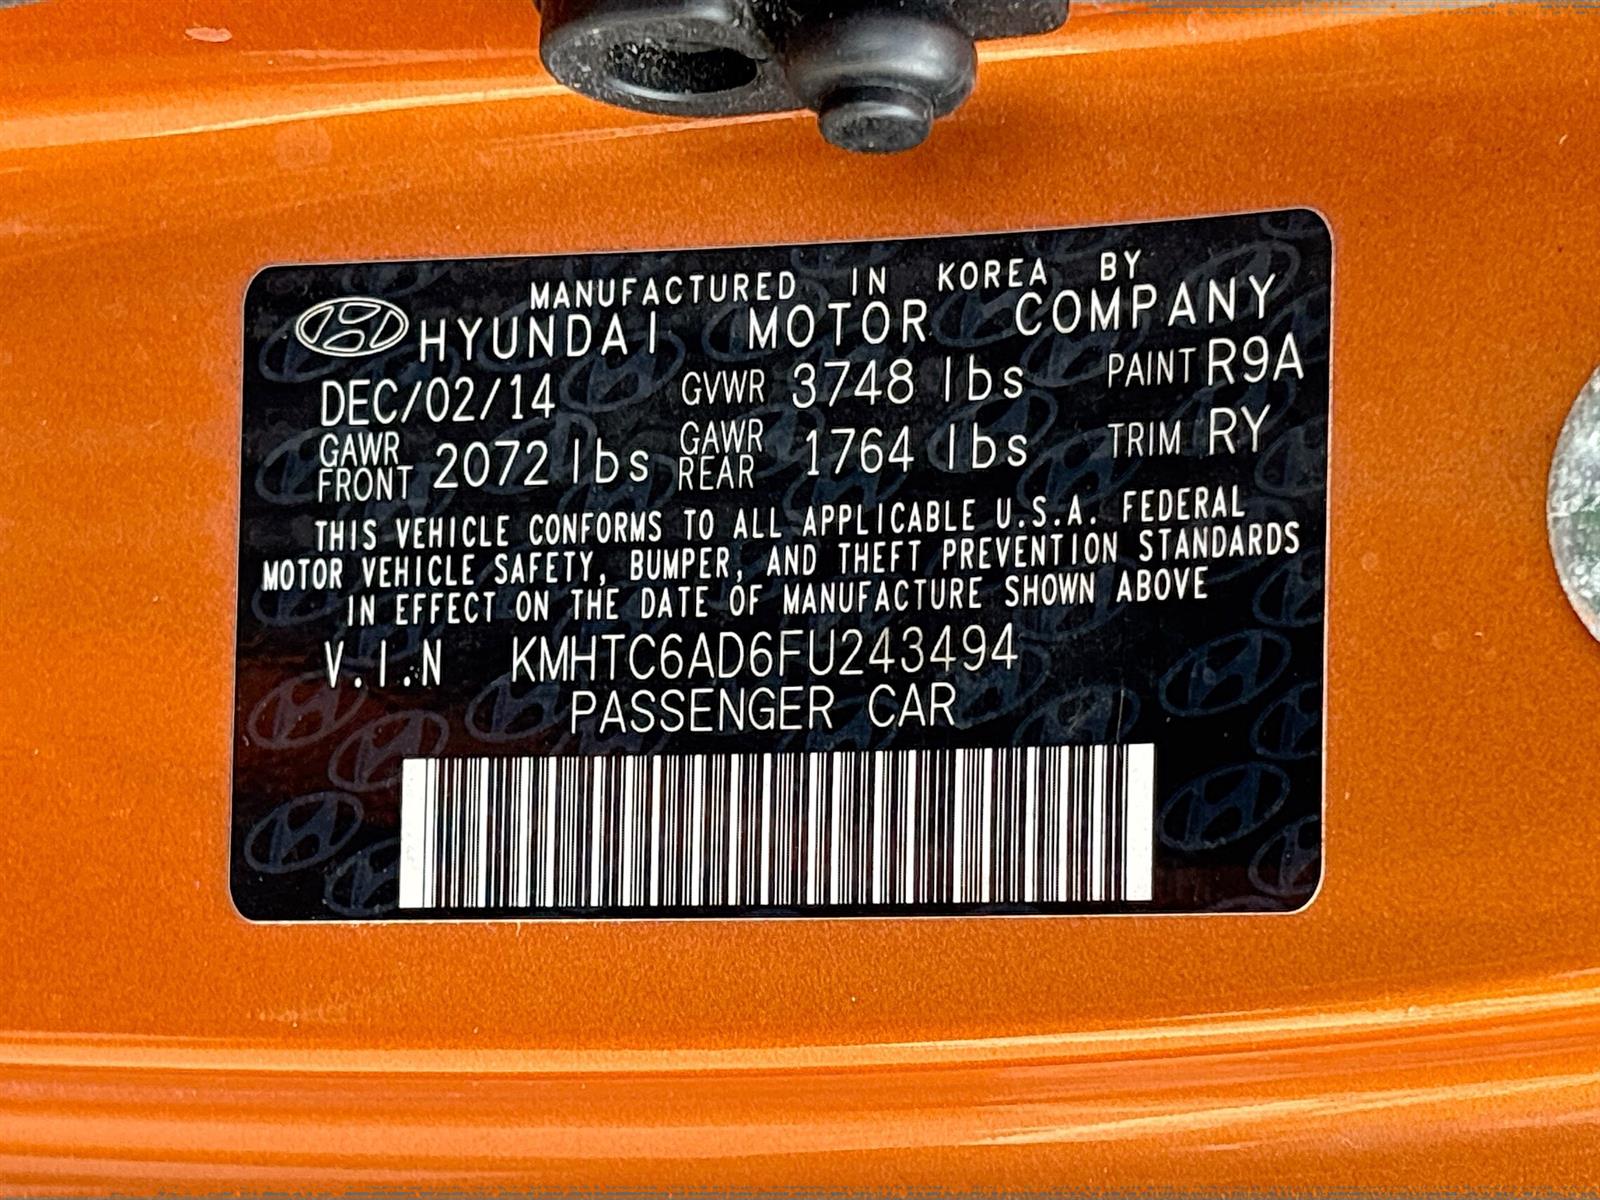 MANUFACTURED IN KOREA BY
HYUNDAI MOTOR COMPANY
DEC/02/14 GVWR 3748 lbs PAINT R9A
GAWR FRONT 2072 lbs GAWR REAR 1764 lbs TRIM RY
THIS VEHICLE CONFORMS TO ALL APPLICABLE U.S.A. FEDERAL
MOTOR VEHICLE SAFETY, BUMPER, AND THEFT PREVENTION STANDARDS
IN EFFECT ON THE DATE OF MANUFACTURE SHOWN ABOVE
V.I.N KMHTC6AD6FU243494
PASSENGER CAR